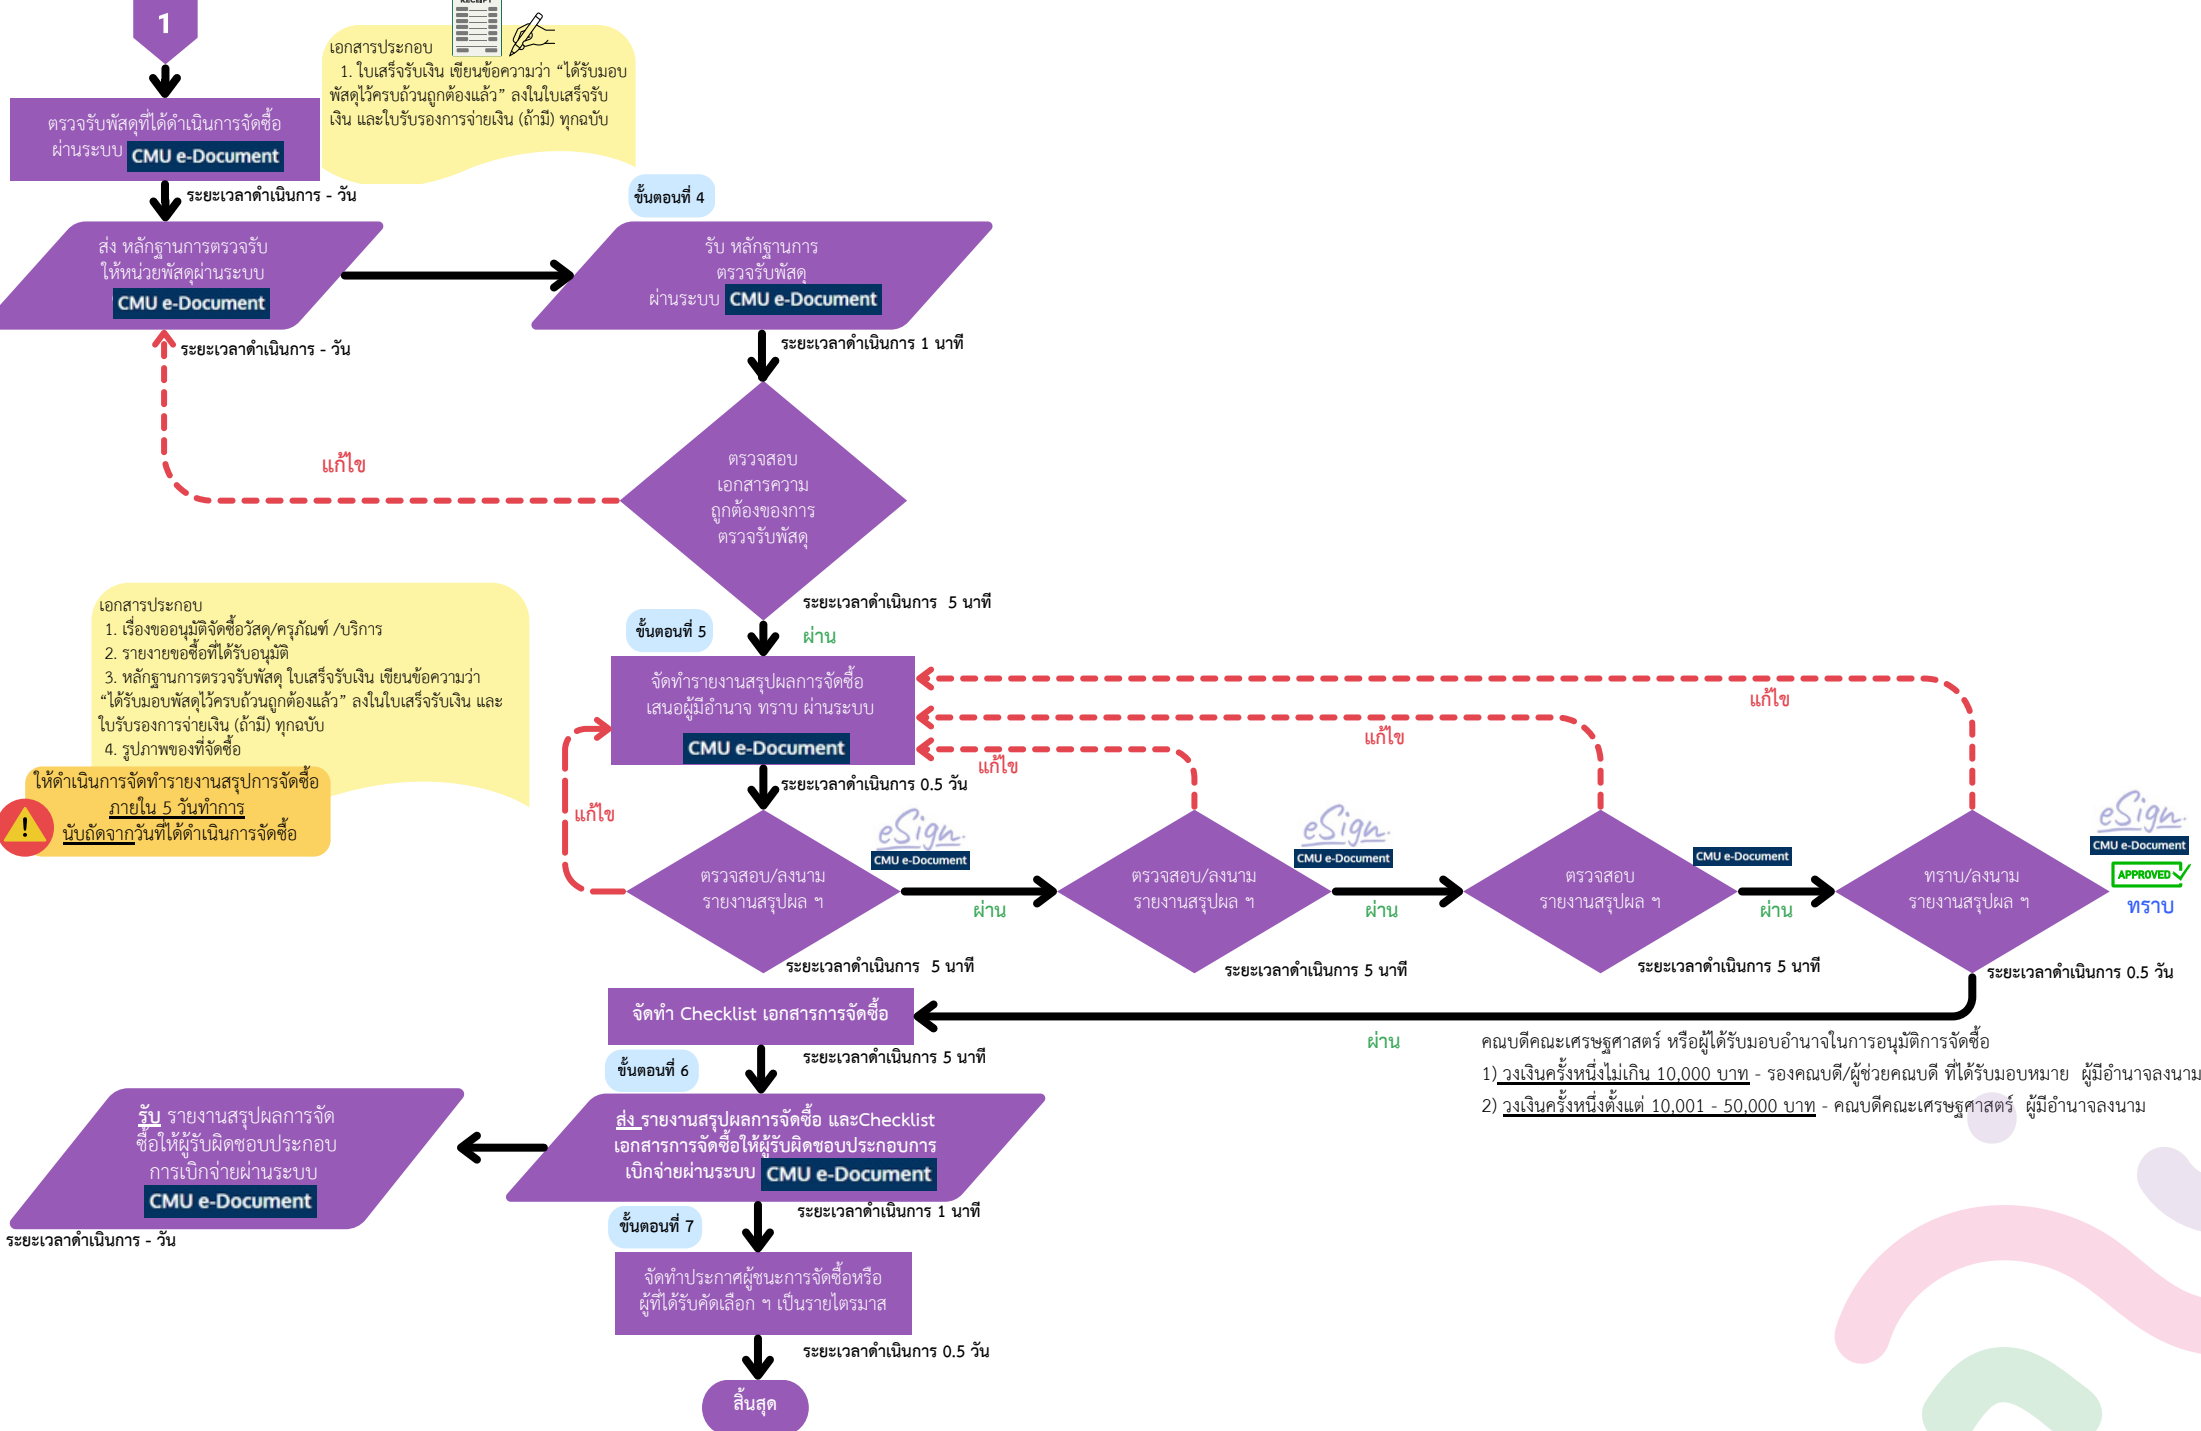 1
RECEIPT
เอกสารประกอบ
1. ใบเสร็จรับเงิน เขียนข้อความว่า “ได้รับมอบ
พัสดุไว้ครบถ้วนถูกต้องแล้ว” ลงในใบเสร็จรับ
เงิน และใบรับรองการจ่ายเงิน (ถ้ามี) ทุกฉบับ
ตรวจรับพัสดุที่ได้ดำเนินการจัดซื้อ
ผ่านระบบ CMU e-Document
ระยะเวลาดำเนินการ - วัน
ส่ง หลักฐานการตรวจรับ
ให้หน่วยพัสดุผ่านระบบ
CMU e-Document
ระยะเวลาดำเนินการ - วัน
ขั้นตอนที่ 4
รับ หลักฐานการ
ตรวจรับพัสดุ
ผ่านระบบ CMU e-Document
ระยะเวลาดำเนินการ 1 นาที
แก้ไข
ตรวจสอบ
เอกสารความ
ถูกต้องของการ
ตรวจรับพัสดุ
ระยะเวลาดำเนินการ 5 นาที
ผ่าน
เอกสารประกอบ
1. เรื่องขออนุมัติจัดซื้อวัสดุ/ครุภัณฑ์ /บริการ
2. รายงายขอซื้อที่ได้รับอนุมัติ
3. หลักฐานการตรวจรับพัสดุ ใบเสร็จรับเงิน เขียนข้อความว่า
“ได้รับมอบพัสดุไว้ครบถ้วนถูกต้องแล้ว” ลงในใบเสร็จรับเงิน และ
ใบรับรองการจ่ายเงิน (ถ้ามี) ทุกฉบับ
4. รูปภาพของที่จัดซื้อ
ให้ดำเนินการจัดทำรายงานสรุปการจัดซื้อ
ภายใน 5 วันทำการ
นับถัดจากวันที่ได้ดำเนินการจัดซื้อ
ขั้นตอนที่ 5
จัดทำรายงานสรุปผลการจัดซื้อ
เสนอผู้มีอำนาจ ทราบ ผ่านระบบ
CMU e-Document
ระยะเวลาดำเนินการ 0.5 วัน
แก้ไข
แก้ไข
แก้ไข
แก้ไข
ตรวจสอบ/ลงนาม
รายงานสรุปผล ฯ
eSign.
CMU e-Document
ผ่าน
ระยะเวลาดำเนินการ 5 นาที
ตรวจสอบ/ลงนาม
รายงานสรุปผล ฯ
eSign.
CMU e-Document
ผ่าน
ระยะเวลาดำเนินการ 5 นาที
ตรวจสอบ
รายงานสรุปผล ฯ
CMU e-Document
ผ่าน
ระยะเวลาดำเนินการ 5 นาที
ทราบ/ลงนาม
รายงานสรุปผล ฯ
eSign.
CMU e-Document
APPROVED
ทราบ
ระยะเวลาดำเนินการ 0.5 วัน
จัดทำ Checklist เอกสารการจัดซื้อ
ระยะเวลาดำเนินการ 5 นาที
ผ่าน
คณบดีคณะเศรษฐศาสตร์ หรือผู้ได้รับมอบอำนาจในการอนุมัติการจัดซื้อ
1) วงเงินครั้งหนึ่งไม่เกิน 10,000 บาท - รองคณบดี/ผู้ช่วยคณบดี ที่ได้รับมอบหมาย ผู้มีอำนาจลงนาม
2) วงเงินครั้งหนึ่งตั้งแต่ 10,001 - 50,000 บาท - คณบดีคณะเศรษฐศาสตร์ ผู้มีอำนาจลงนาม
ขั้นตอนที่ 6
ส่ง รายงานสรุปผลการจัดซื้อ และChecklist
เอกสารการจัดซื้อให้ผู้รับผิดชอบประกอบการ
เบิกจ่ายผ่านระบบ CMU e-Document
ระยะเวลาดำเนินการ 1 นาที
รับ รายงานสรุปผลการจัด
ซื้อให้ผู้รับผิดชอบประกอบ
การเบิกจ่ายผ่านระบบ
CMU e-Document
ระยะเวลาดำเนินการ - วัน
ขั้นตอนที่ 7
จัดทำประกาศผู้ชนะการจัดซื้อหรือ
ผู้ที่ได้รับคัดเลือก ฯ เป็นรายไตรมาส
ระยะเวลาดำเนินการ 0.5 วัน
สิ้นสุด